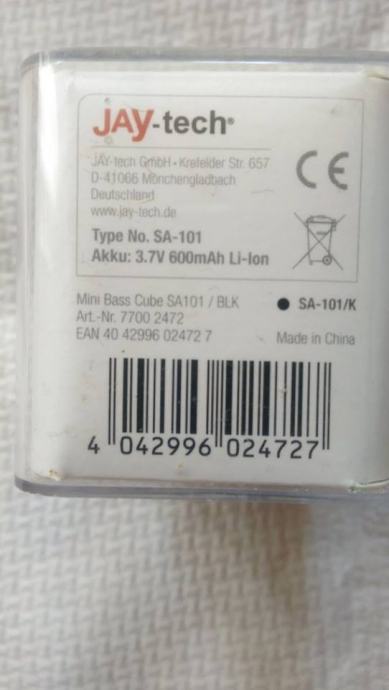 JAY-tech®
JAY-tech GmbH • Krefelder Str. 657
D-41066 Mönchengladbach
Deutschland
www.jay-tech.de
Type No. SA-101
Akku: 3.7V 600mAh Li-Ion
CE
Mini Bass Cube SA101 / BLK
● SA-101/K
Art.-Nr. 7700 2472
EAN 40 42996 02472 7
Made in China
4 042996 024727